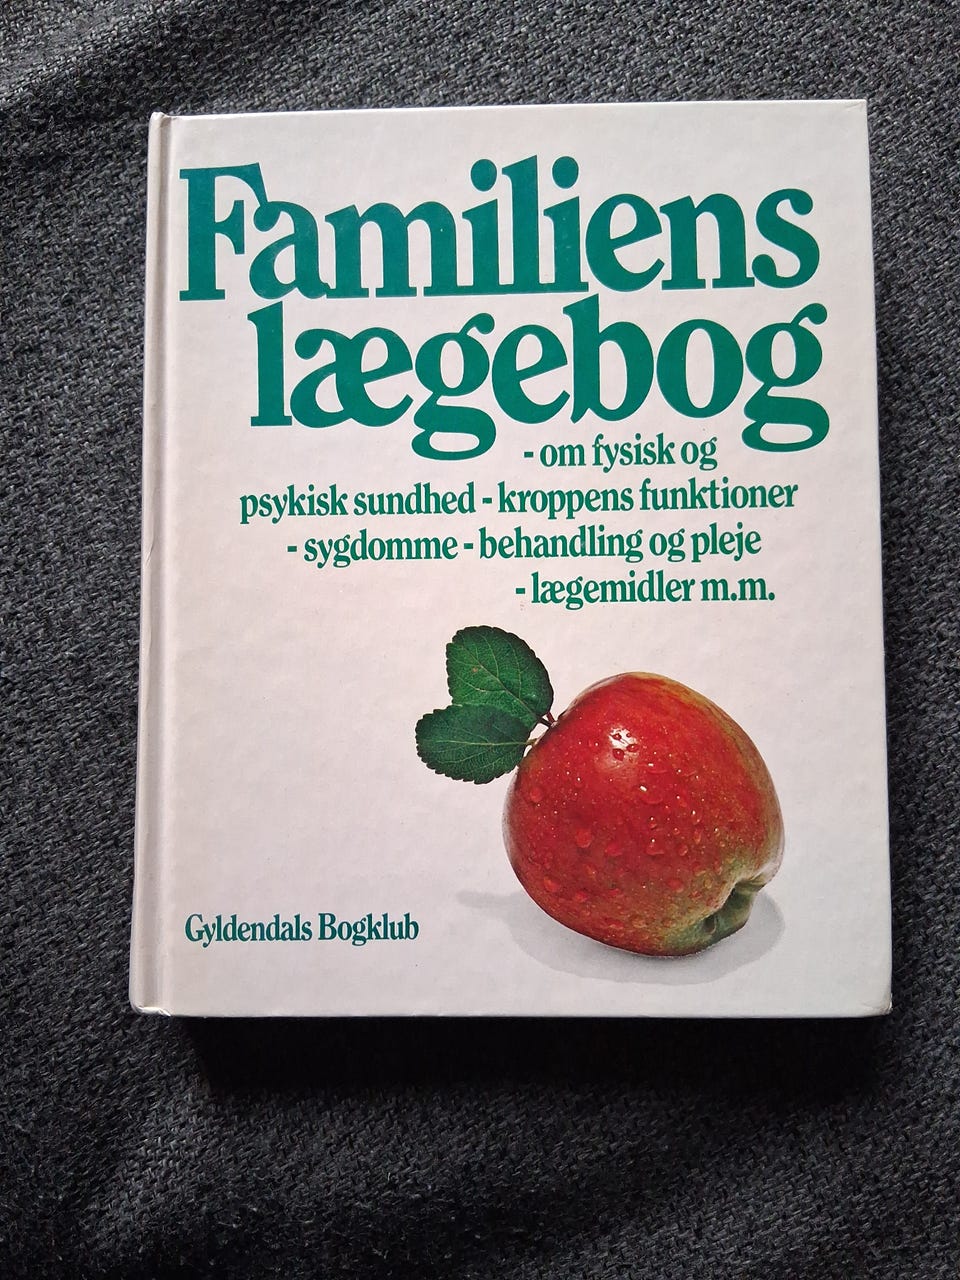 Familiens
lægebog
- om fysisk og
psykisk sundhed - kroppens funktioner
- sygdomme - behandling og pleje
- lægemidler m.m.
Gyldendals Bogklub